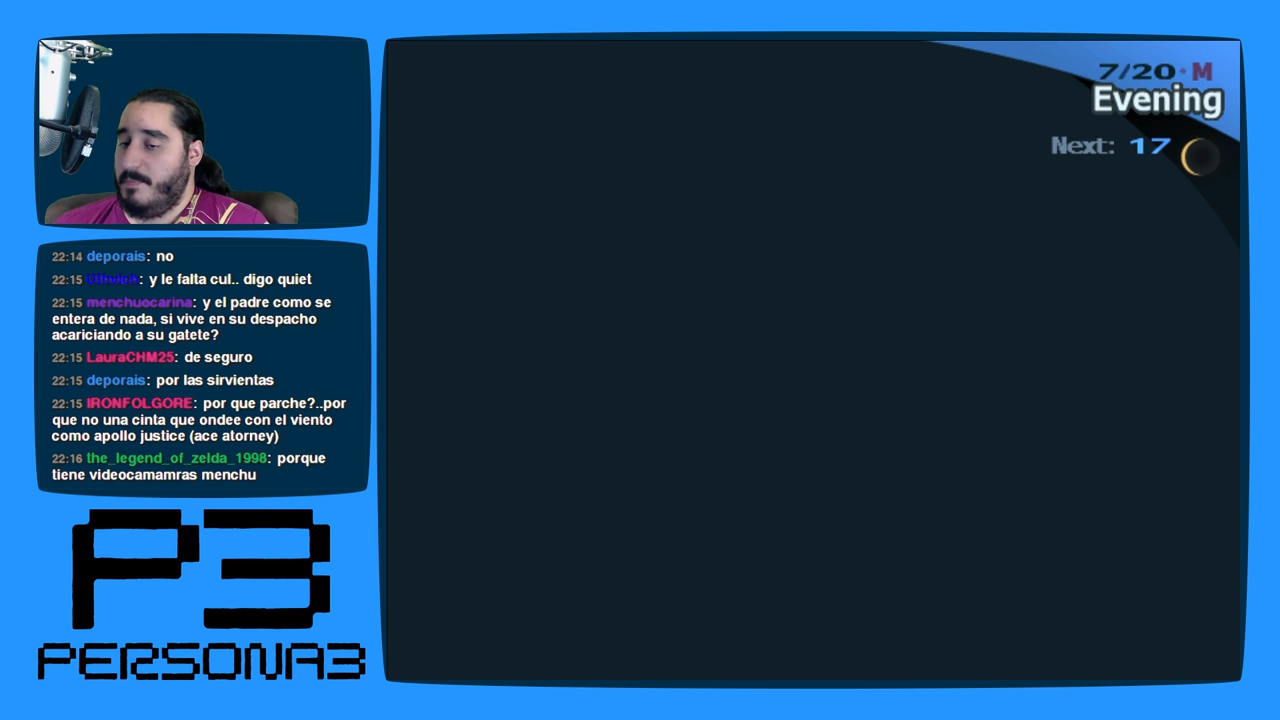 22:14 deporais: no
22:15 : y le falta cul.. digo quiet
22:15 menchuocarina: y el padre como se
entera de nada, si vive en su despacho
acariciando a su gatete?
22:15 LauraCHM25: de seguro
22:15 deporais: por las sirvientas
22:15 IRONFOLGORE: por que parche?..por
que no una cinta que ondee con el viento
como apollo justice (ace atorney)
22:16 the_legend_of_zelda_1998: porque
tiene videocamamras menchu
P3
PERSONA3
7/20·M
Evening
Next: 17